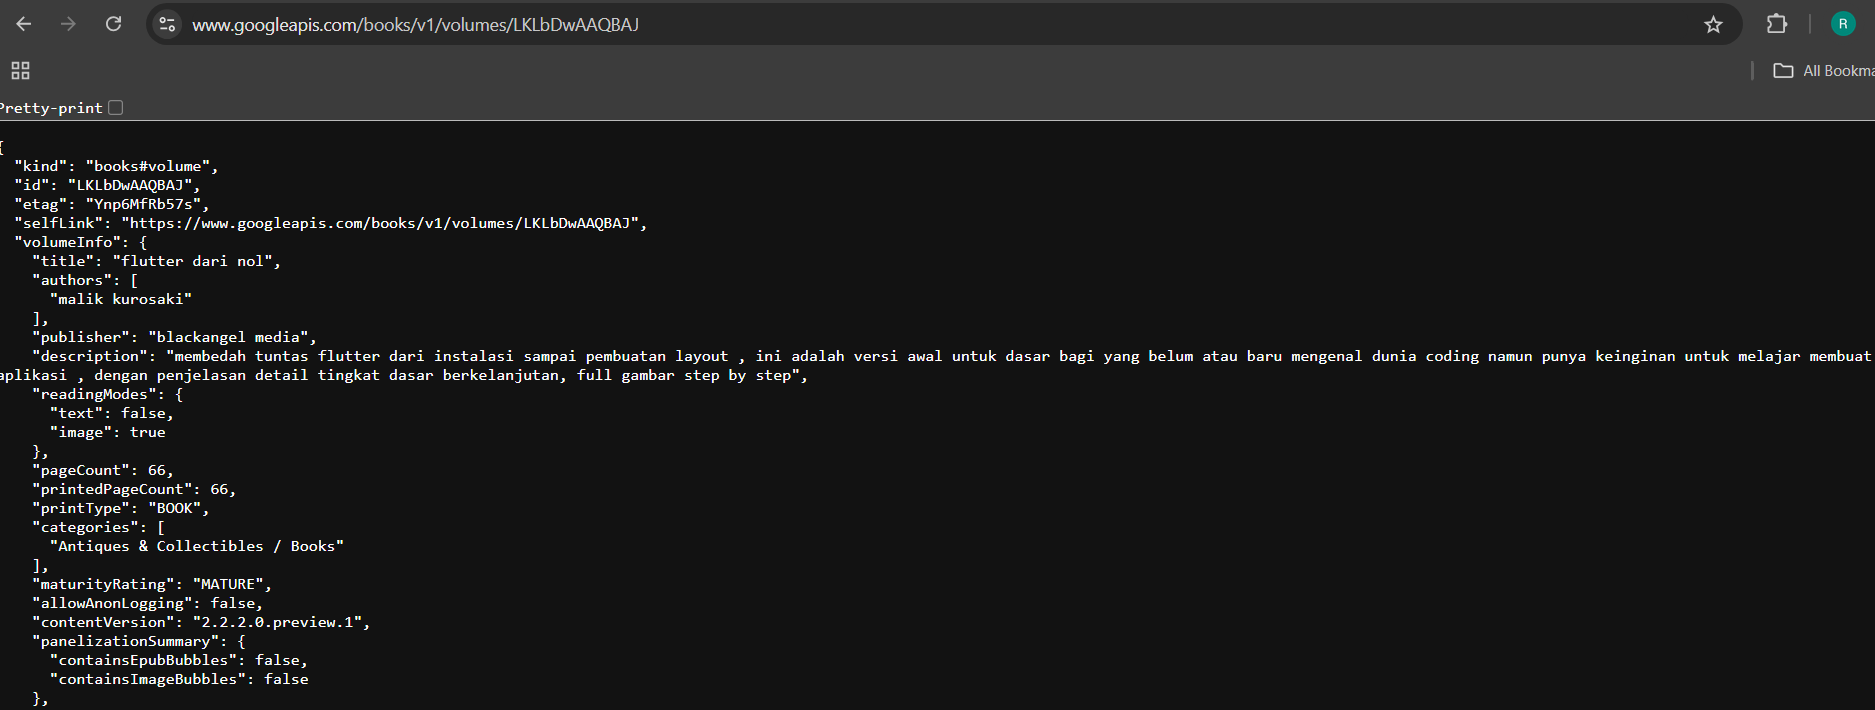 www.googleapis.com/books/v1/volumes/LKLbDwAAQBAJ
R
All Bookma
Pretty-print
{
"kind": "books#volume",
"id": "LKLbDwAAQBAJ",
"etag": "Ynp6MfRb57s",
"selfLink": "https://www.googleapis.com/books/v1/volumes/LKLbDwAAQBAJ",
"volumeInfo": {
"title": "flutter dari nol",
"authors": [
"malik kurosaki"
],
"publisher": "blackangel media",
"description": "membedah tuntas flutter dari instalasi sampai pembuatan layout , ini adalah versi awal untuk dasar bagi yang belum atau baru mengenal dunia coding namun punya keinginan untuk melajar membuat
aplikasi , dengan penjelasan detail tingkat dasar berkelanjutan, full gambar step by step",
"readingModes": {
"text": false,
"image": true
},
"pageCount": 66,
"printedPageCount": 66,
"printType": "BOOK",
"categories": [
"Antiques & Collectibles / Books"
],
"maturityRating": "MATURE",
"allowAnonLogging": false,
"contentVersion": "2.2.2.0.preview.1",
"panelizationSummary": {
"containsEpubBubbles": false,
"containsImageBubbles": false
},